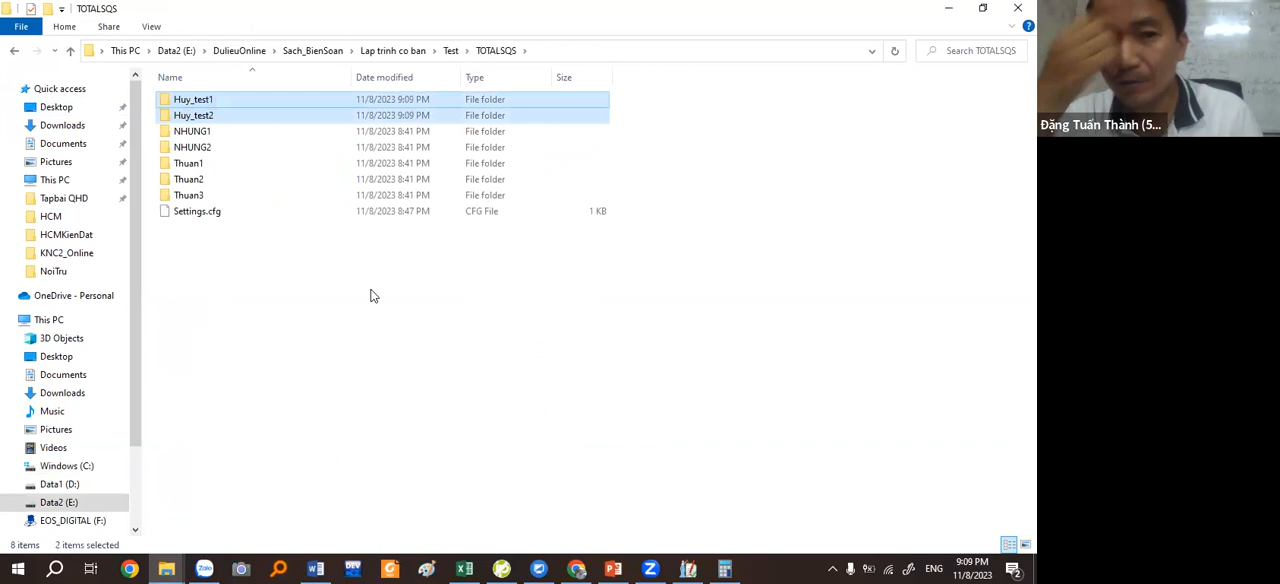 TOTALSQS
File Home Share View
This PC Data2 (E:) DulieuOnline Sach_BienSoan Lap trinh co ban Test TOTALSQS Search TOTALSQS
Name Date modified Type Size
Huy_test1 11/8/2023 9:09 PM File folder
Huy_test2 11/8/2023 9:09 PM File folder
NHUNG1 11/8/2023 8:41 PM File folder
NHUNG2 11/8/2023 8:41 PM File folder
Thuan1 11/8/2023 8:41 PM File folder
Thuan2 11/8/2023 8:41 PM File folder
Thuan3 11/8/2023 8:41 PM File folder
Settings.cfg 11/8/2023 8:47 PM CFG File 1 KB
Quick access
Desktop
Downloads
Documents
Pictures
This PC
Tapbai QHD
HCM
HCMKienDat
KNC2_Online
NoiTru
OneDrive - Personal
This PC
3D Objects
Desktop
Documents
Downloads
Music
Pictures
Videos
Windows (C:)
Data1 (D:)
Data2 (E:)
EOS_DIGITAL (F:)
8 items 2 items selected
Đặng Tuấn Thành (5...
Zalo
DEV
ENG
9:09 PM
11/8/2023
2